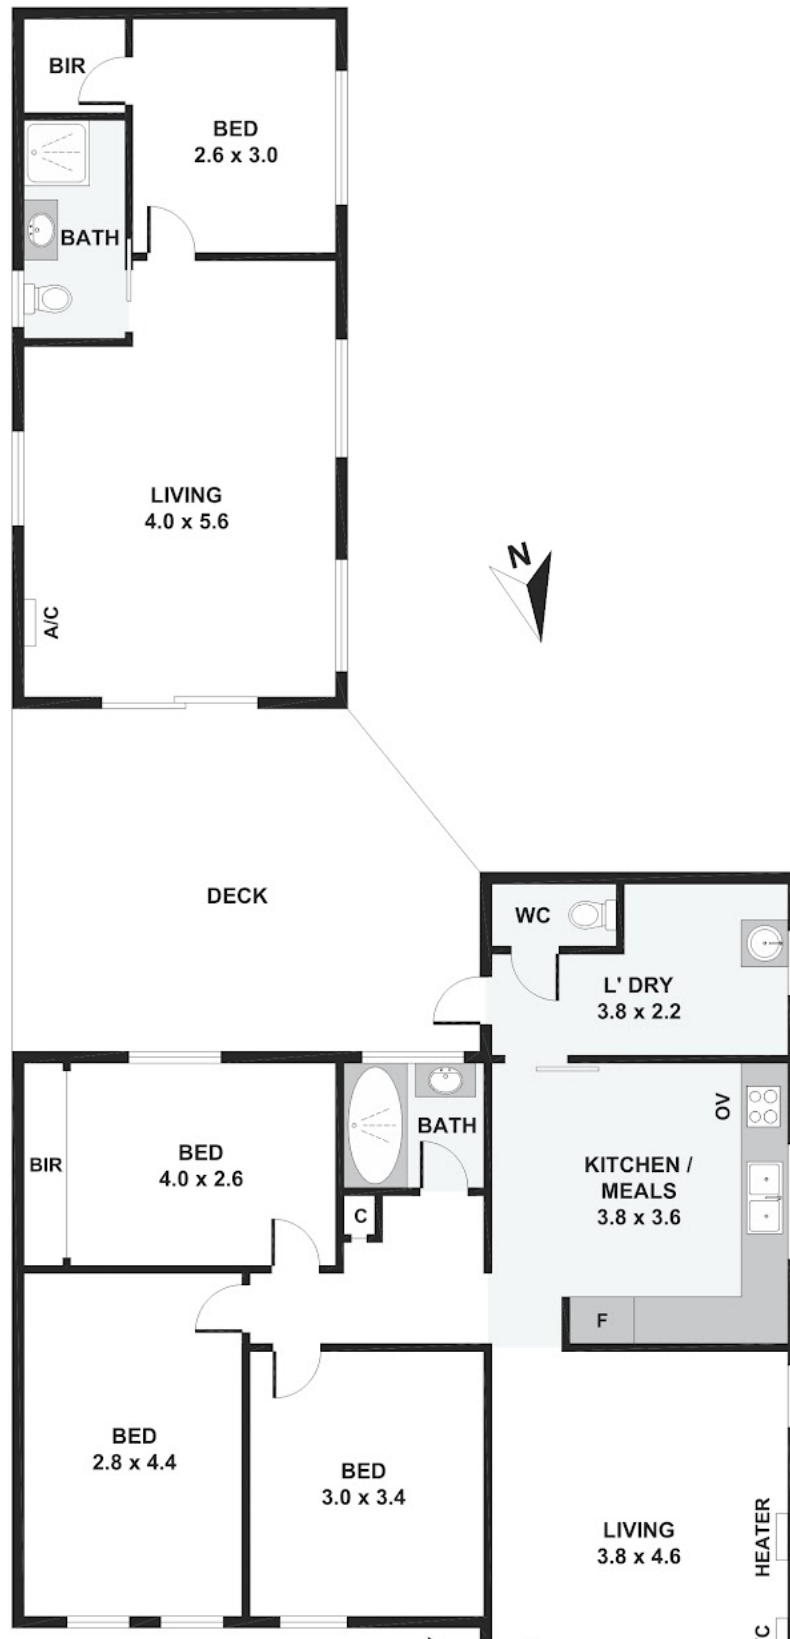 BIR
BED
2.6 x 3.0
BATH
LIVING
4.0 x 5.6
A/C
N
DECK
WC
L' DRY
3.8 x 2.2
BED
4.0 x 2.6
BIR
BATH
C
OV
KITCHEN /
MEALS
3.8 x 3.6
F
BED
2.8 x 4.4
BED
3.0 x 3.4
LIVING
3.8 x 4.6
HEATER